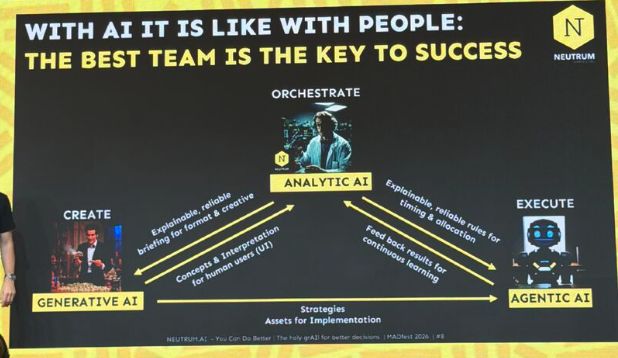 WITH AI IT IS LIKE WITH PEOPLE:
THE BEST TEAM IS THE KEY TO SUCCESS
N
NEUTRUM
ORCHESTRATE
N
NEUTRUM
ANALYTIC AI
CREATE
GENERATIVE AI
Explainable, reliable
briefing for format & creative
Concepts & Interpretation
for human users (UI)
Explainable, reliable rules for
timing & allocation
Feed back results for
continuous learning
EXECUTE
AGENTIC AI
Strategies
Assets for Implementation
NEUTRUM.AI – You Can Do Better | The holy grAIl for better decisions | MADfest 2026 | #8